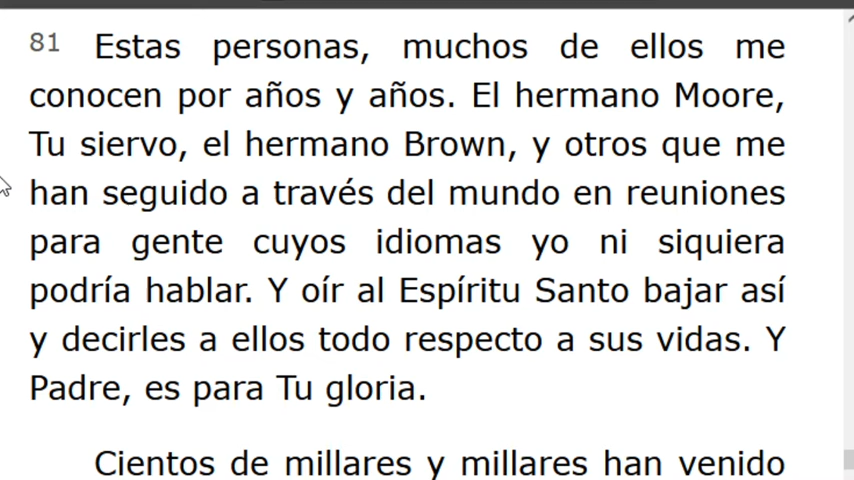 81 Estas personas, muchos de ellos me
conocen por años y años. El hermano Moore,
Tu siervo, el hermano Brown, y otros que me
han seguido a través del mundo en reuniones
para gente cuyos idiomas yo ni siquiera
podría hablar. Y oír al Espíritu Santo bajar así
y decirles a ellos todo respecto a sus vidas. Y
Padre, es para Tu gloria.
Cientos de millares y millares han venido